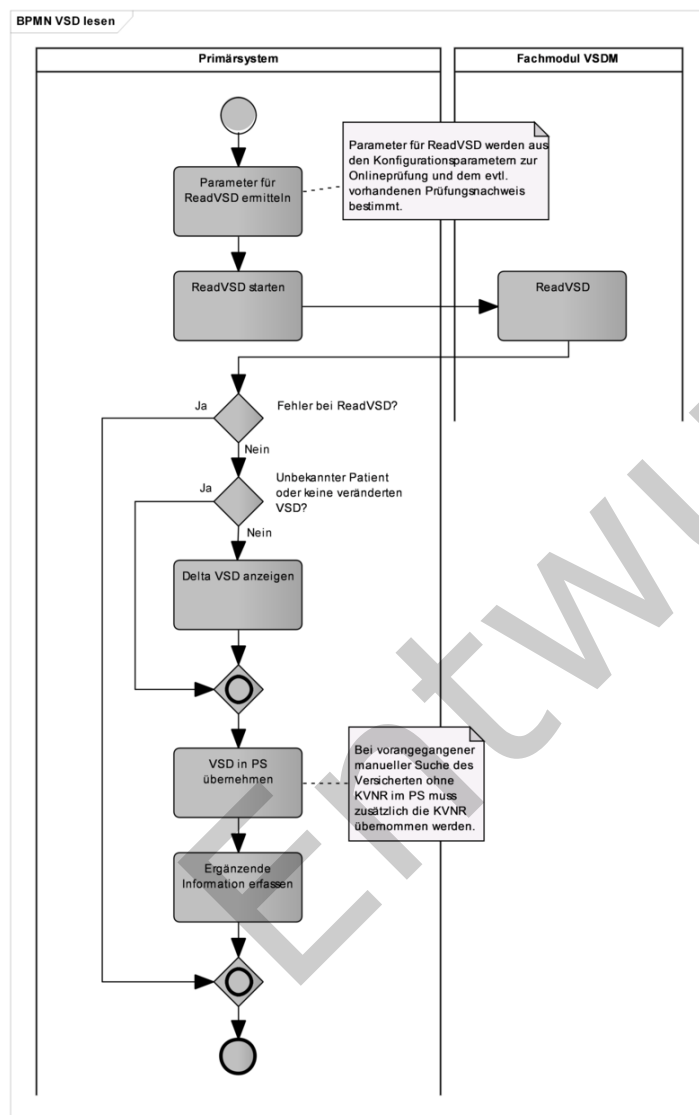 BPMN VSD lesen
Primärsystem
Fachmodul VSDM
Parameter für
ReadVSD ermitteln
Parameter für ReadVSD werden aus
den Konfigurationsparametern zur
Onlineprüfung und dem evtl.
vorhandenen Prüfungsnachweis
bestimmt.
ReadVSD starten
ReadVSD
Ja
Fehler bei ReadVSD?
Nein
Unbekannter Patient
oder keine veränderten
VSD?
Ja
Nein
Delta VSD anzeigen
VSD in PS
übernehmen
Bei vorangegangener
manueller Suche des
Versicherten ohne
KVNR im PS muss
zusätzlich die KVNR
übernommen werden.
Ergänzende
Information erfassen
Entwu